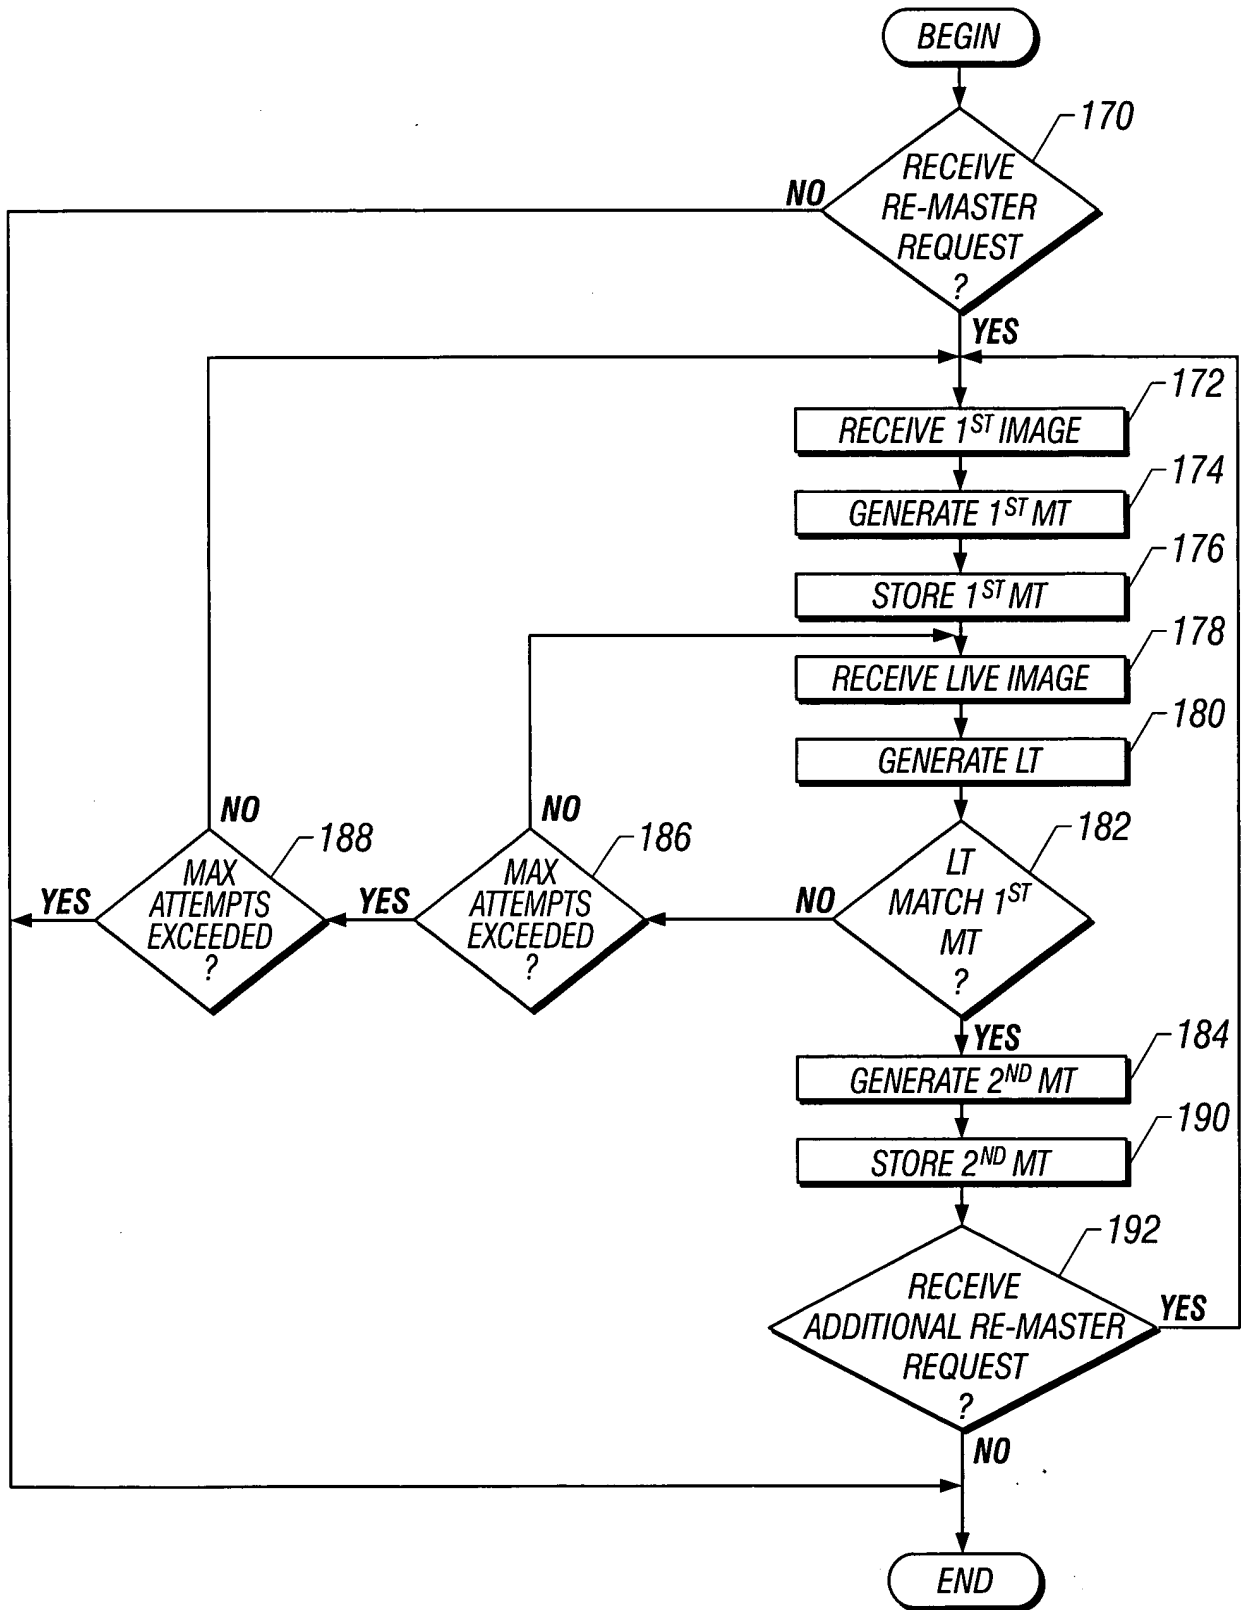 BEGIN
170
RECEIVE
RE-MASTER
REQUEST
?
NO
YES
172
RECEIVE 1ST IMAGE
174
GENERATE 1ST MT
176
STORE 1ST MT
178
RECEIVE LIVE IMAGE
180
GENERATE LT
182
LT
MATCH 1ST
MT
?
NO
186
MAX
ATTEMPTS
EXCEEDED
?
NO
YES
188
MAX
ATTEMPTS
EXCEEDED
?
NO
YES
YES
184
GENERATE 2ND MT
190
STORE 2ND MT
192
RECEIVE
ADDITIONAL RE-MASTER
REQUEST
?
YES
NO
END